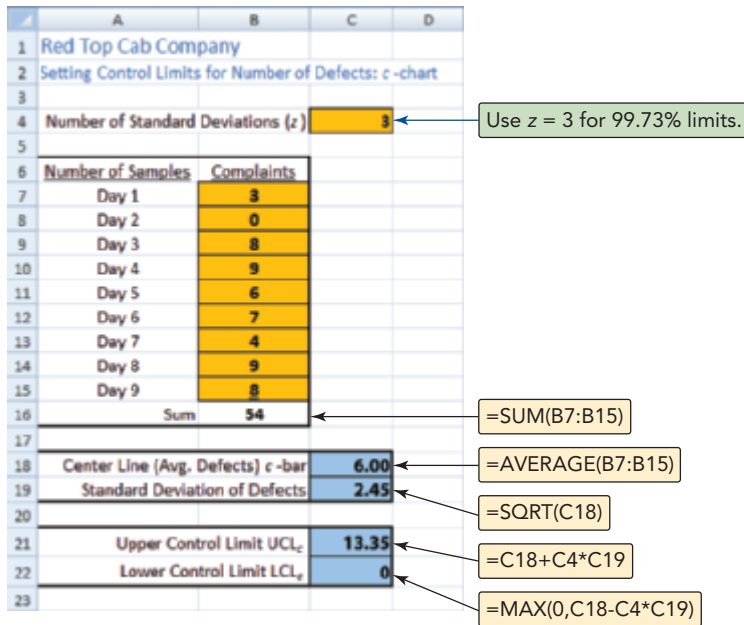 A B C D
1 Red Top Cab Company
2 Setting Control Limits for Number of Defects: c-chart
3
4 Number of Standard Deviations (z) 3
Use z = 3 for 99.73% limits.
5
6 Number of Samples Complaints
7 Day 1 3
8 Day 2 0
9 Day 3 8
10 Day 4 9
11 Day 5 6
12 Day 6 7
13 Day 7 4
14 Day 8 9
15 Day 9 8
16 Sum 54
=SUM(B7:B15)
17
18 Center Line (Avg. Defects) c-bar 6.00
=AVERAGE(B7:B15)
19 Standard Deviation of Defects 2.45
=SQRT(C18)
20
21 Upper Control Limit UCLc 13.35
=C18+C4*C19
22 Lower Control Limit LCLc 0
=MAX(0,C18-C4*C19)
23